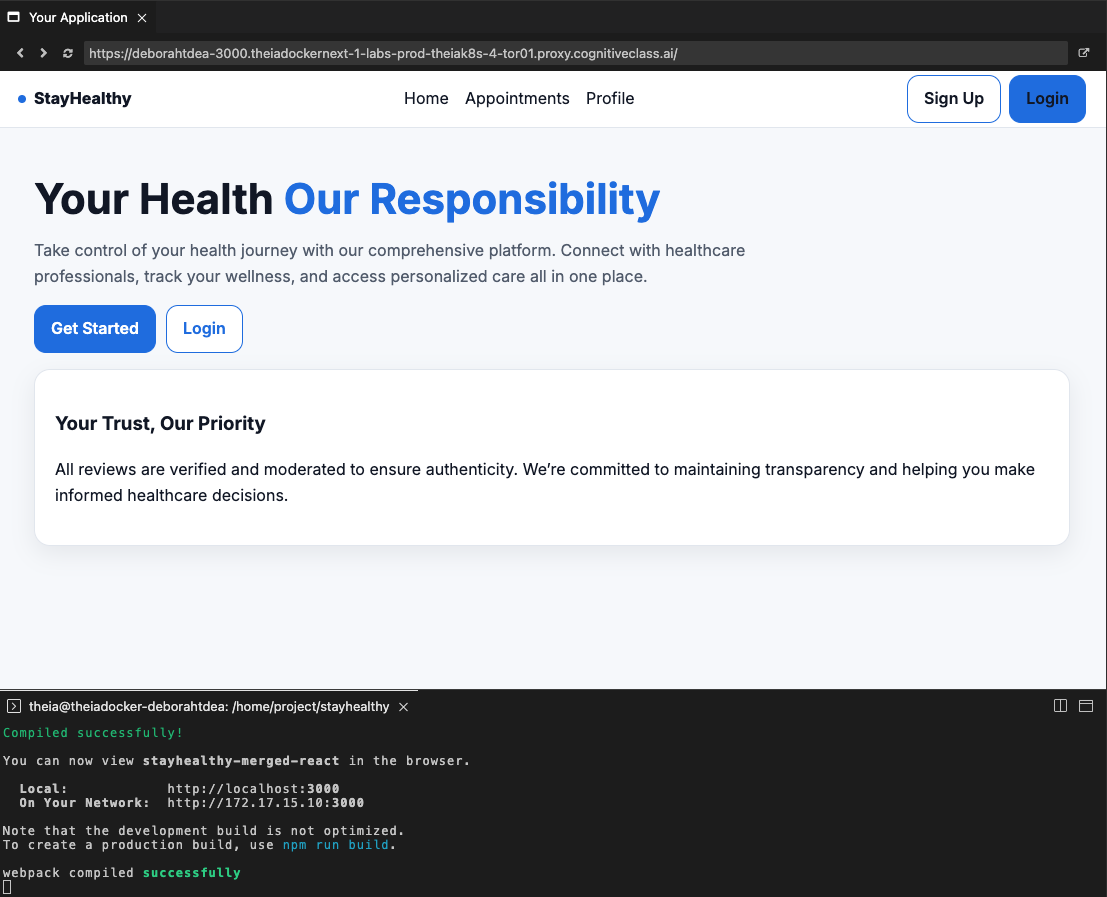 Your Application
https://deborahtdea-3000.theiadockernext-1-labs-prod-theiak8s-4-tor01.proxy.cognitiveclass.ai/
StayHealthy Home Appointments Profile Sign Up Login
Your Health Our Responsibility
Take control of your health journey with our comprehensive platform. Connect with healthcare
professionals, track your wellness, and access personalized care all in one place.
Get Started Login
Your Trust, Our Priority
All reviews are verified and moderated to ensure authenticity. We’re committed to maintaining transparency and helping you make
informed healthcare decisions.
theia@theiadocker-deborahtdea: /home/project/stayhealthy
Compiled successfully!
You can now view stayhealthy-merged-react in the browser.
Local: http://localhost:3000
On Your Network: http://172.17.15.10:3000
Note that the development build is not optimized.
To create a production build, use npm run build.
webpack compiled successfully